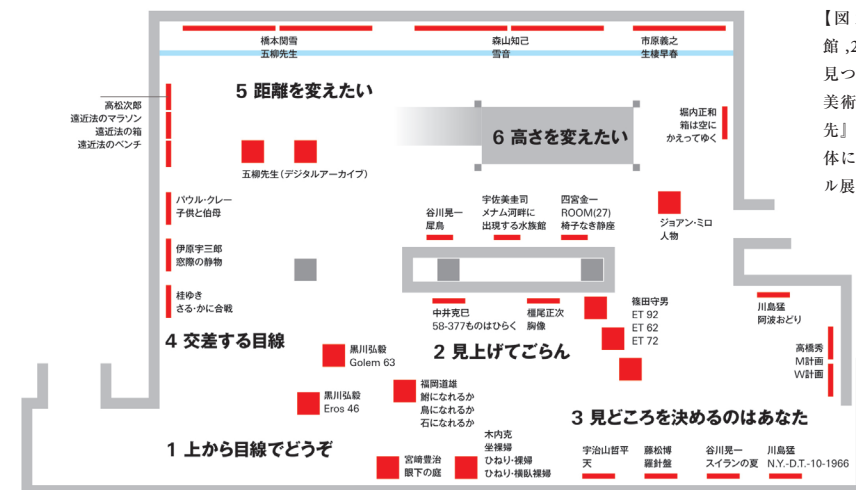 橋本関雪
五柳先生
森山知己
雪音
市原義之
生棲早春
【図
館 ,2
見つ
美術
先』
体に
ル展
5 距離を変えたい
高松次郎
遠近法のマラソン
遠近法の箱
遠近法のベンチ
6 高さを変えたい
堀内正和
箱は空に
かえってゆく
五柳先生（デジタルアーカイブ）
パウル・クレー
子供と伯母
谷川晃一
犀鳥
宇佐美圭司
メナム河畔に
出現する水族館
四宮金一
ROOM(27)
椅子なき静座
ジョアン・ミロ
人物
伊原宇三郎
窓際の静物
桂ゆき
さる・かに合戦
中井克巳
58-377ものはひらく
橿尾正次
胸像
篠田守男
ET 92
ET 62
ET 72
川島猛
阿波おどり
高橋秀
M計画
W計画
4 交差する目線
黒川弘毅
Golem 63
2 見上げてごらん
黒川弘毅
Eros 46
福岡道雄
鮒になれるか
鳥になれるか
石になれるか
3 見どころを決めるのはあなた
1 上から目線でどうぞ
宮﨑豊治
眼下の庭
木内克
坐裸婦
ひねり・裸婦
ひねり・横臥裸婦
宇治山哲平
天
藤松博
羅針盤
谷川晃一
スイランの夏
川島猛
N.Y.-D.T.-10-1966